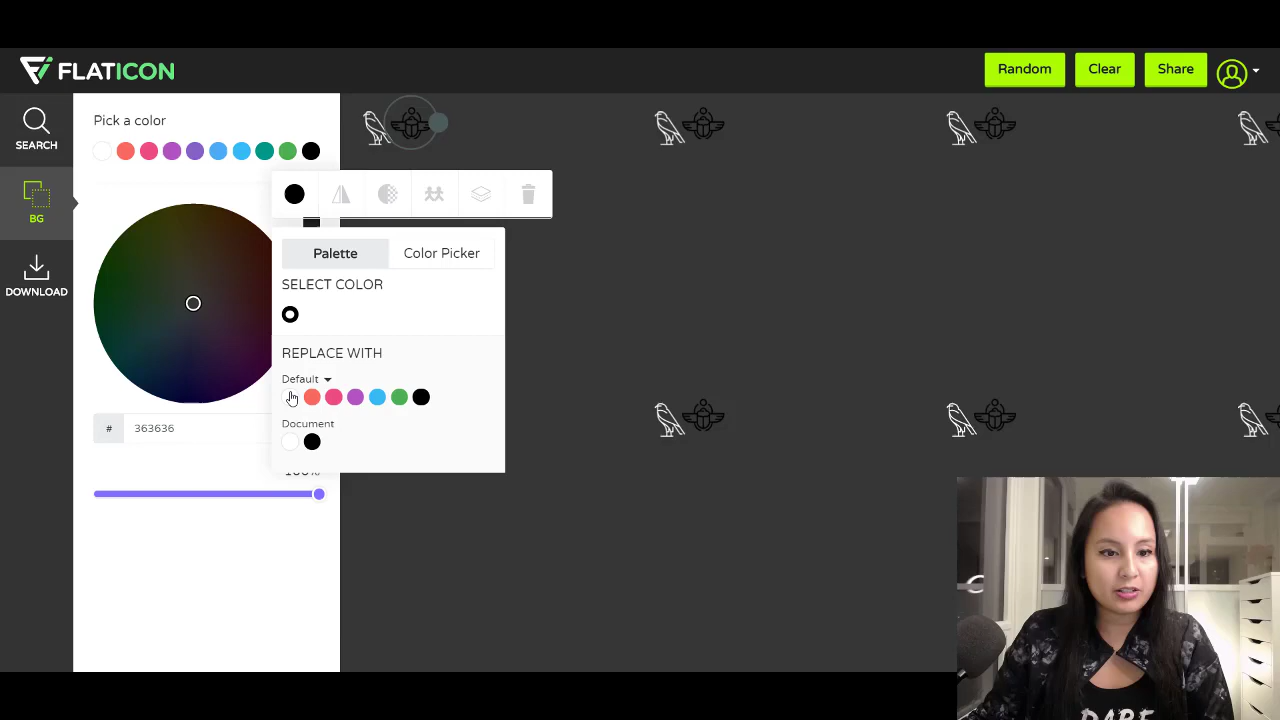 FLATICON
Random
Clear
Share
SEARCH
BG
DOWNLOAD
Pick a color
Palette
Color Picker
SELECT COLOR
REPLACE WITH
Default
Document
#
363636
DARE